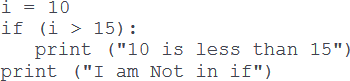 i = 10
if (i > 15):
   print ("10 is less than 15")
print ("I am Not in if")